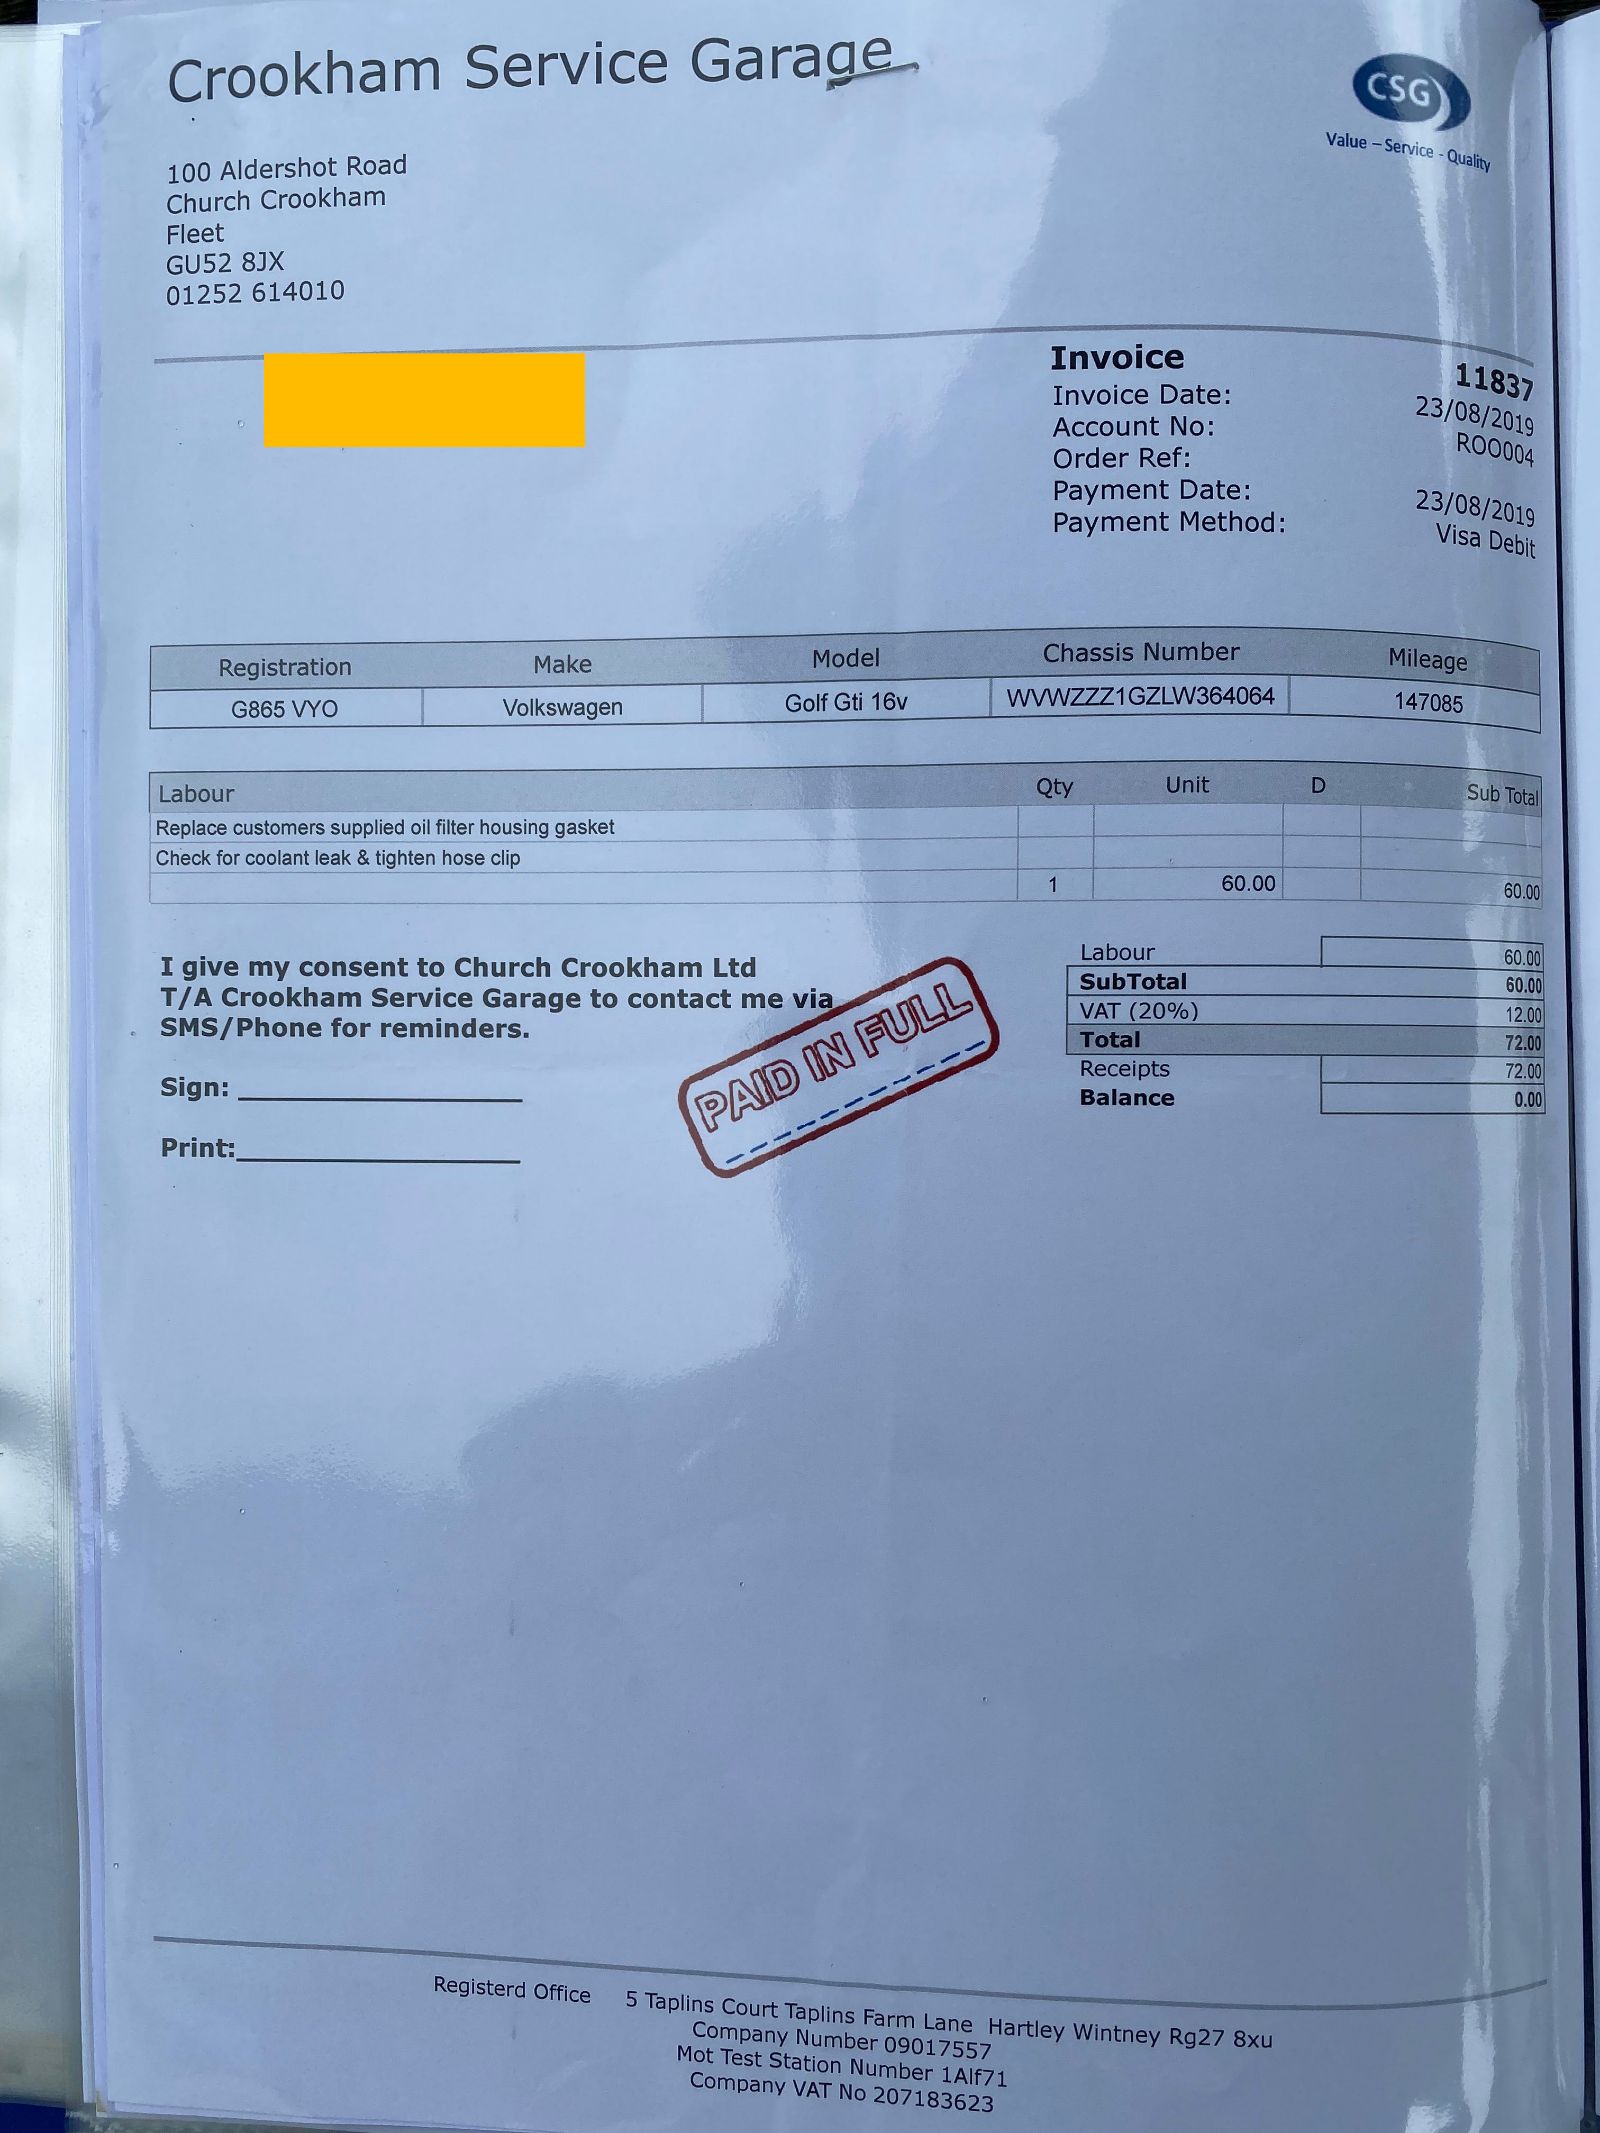 Crookham Service Garage
CSG
Value – Service - Quality
100 Aldershot Road
Church Crookham
Fleet
GU52 8JX
01252 614010
Invoice 11837
Invoice Date: 23/08/2019
Account No: ROO004
Order Ref:
Payment Date: 23/08/2019
Payment Method: Visa Debit
Registration Make Model Chassis Number Mileage
G865 VYO Volkswagen Golf Gti 16v WVWZZZ1GZLW364064 147085
Labour Qty Unit D Sub Total
Replace customers supplied oil filter housing gasket
Check for coolant leak & tighten hose clip
1 60.00 60.00
I give my consent to Church Crookham Ltd
T/A Crookham Service Garage to contact me via
SMS/Phone for reminders.
Sign:
Print:
PAID IN FULL
Labour 60.00
SubTotal 60.00
VAT (20%) 12.00
Total 72.00
Receipts 72.00
Balance 0.00
Registerd Office 5 Taplins Court Taplins Farm Lane Hartley Wintney Rg27 8xu
Company Number 09017557
Mot Test Station Number 1Alf71
Company VAT No 207183623